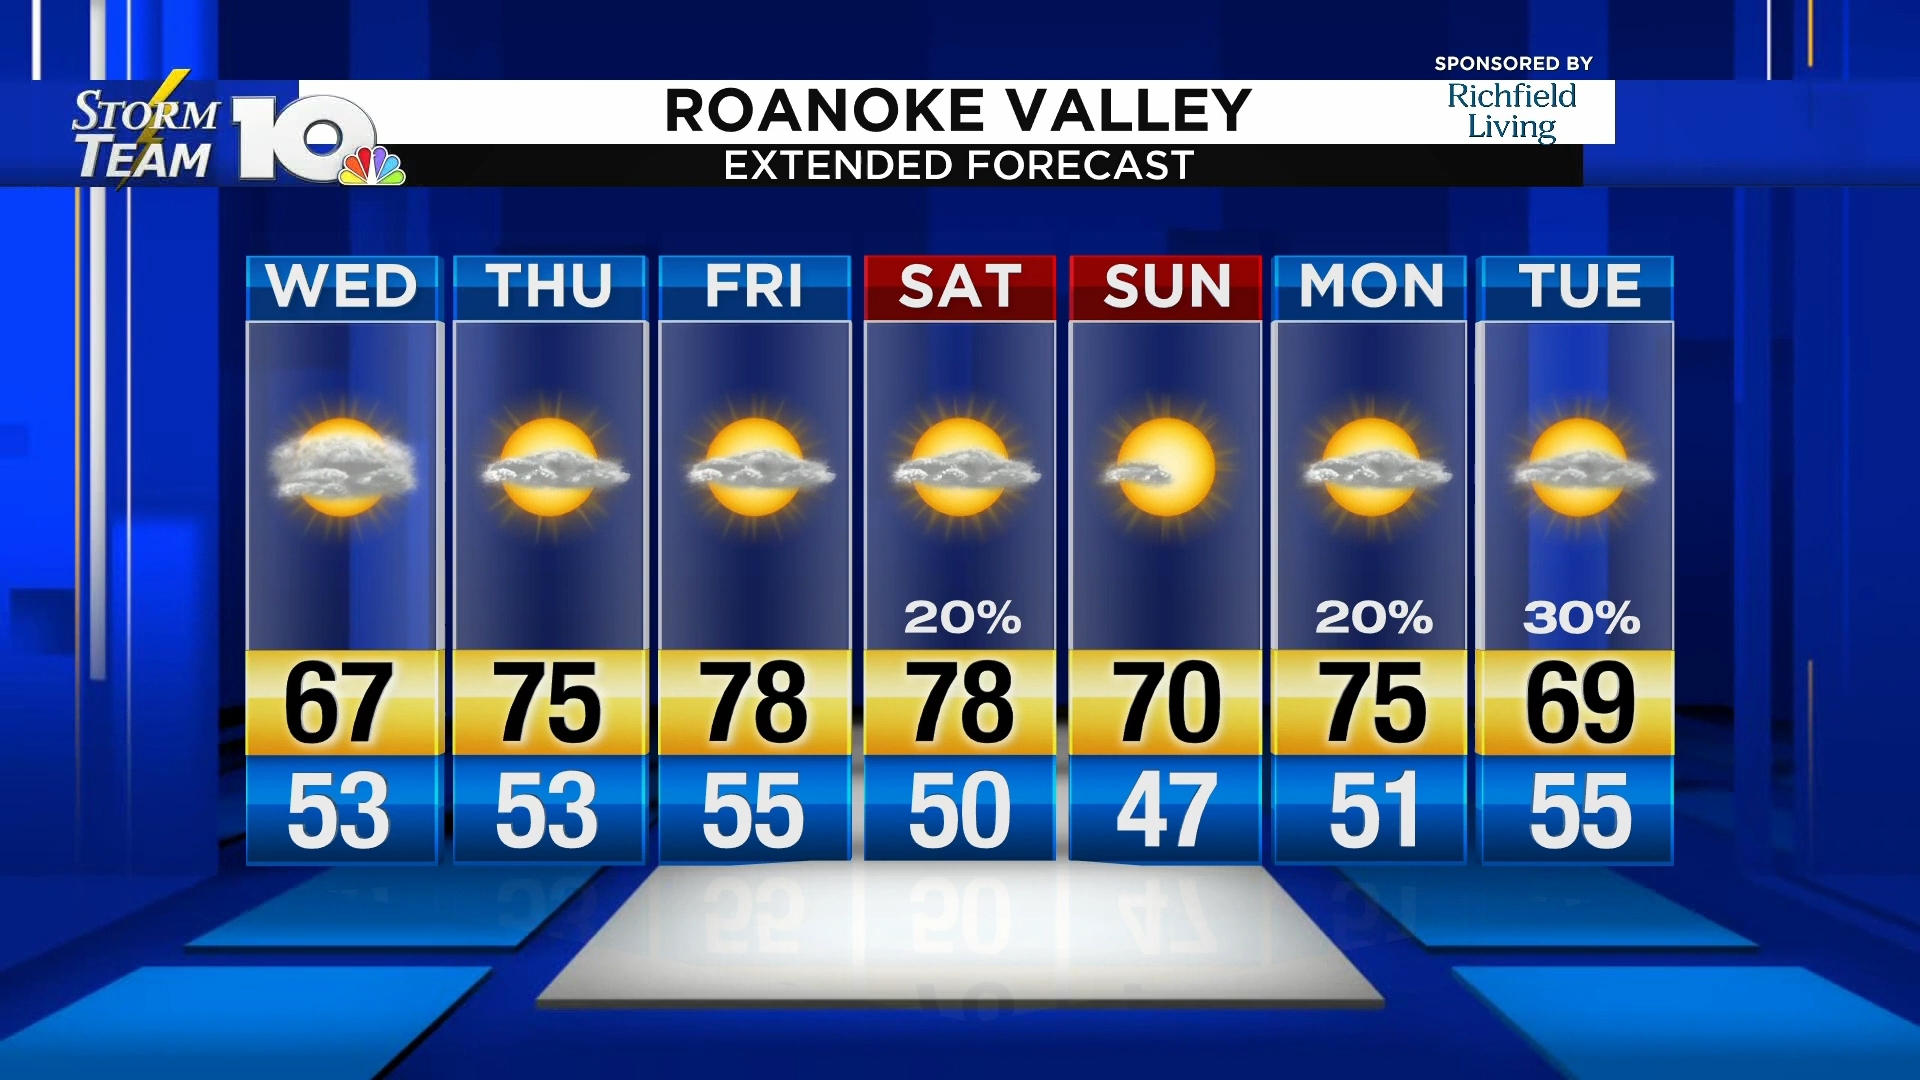 SPONSORED BY
STORM
TEAM
10
ROANOKE VALLEY
Richfield
Living
EXTENDED FORECAST
WED THU FRI SAT SUN MON TUE
20% 20% 30%
67 75 78 78 70 75 69
53 53 55 50 47 51 55